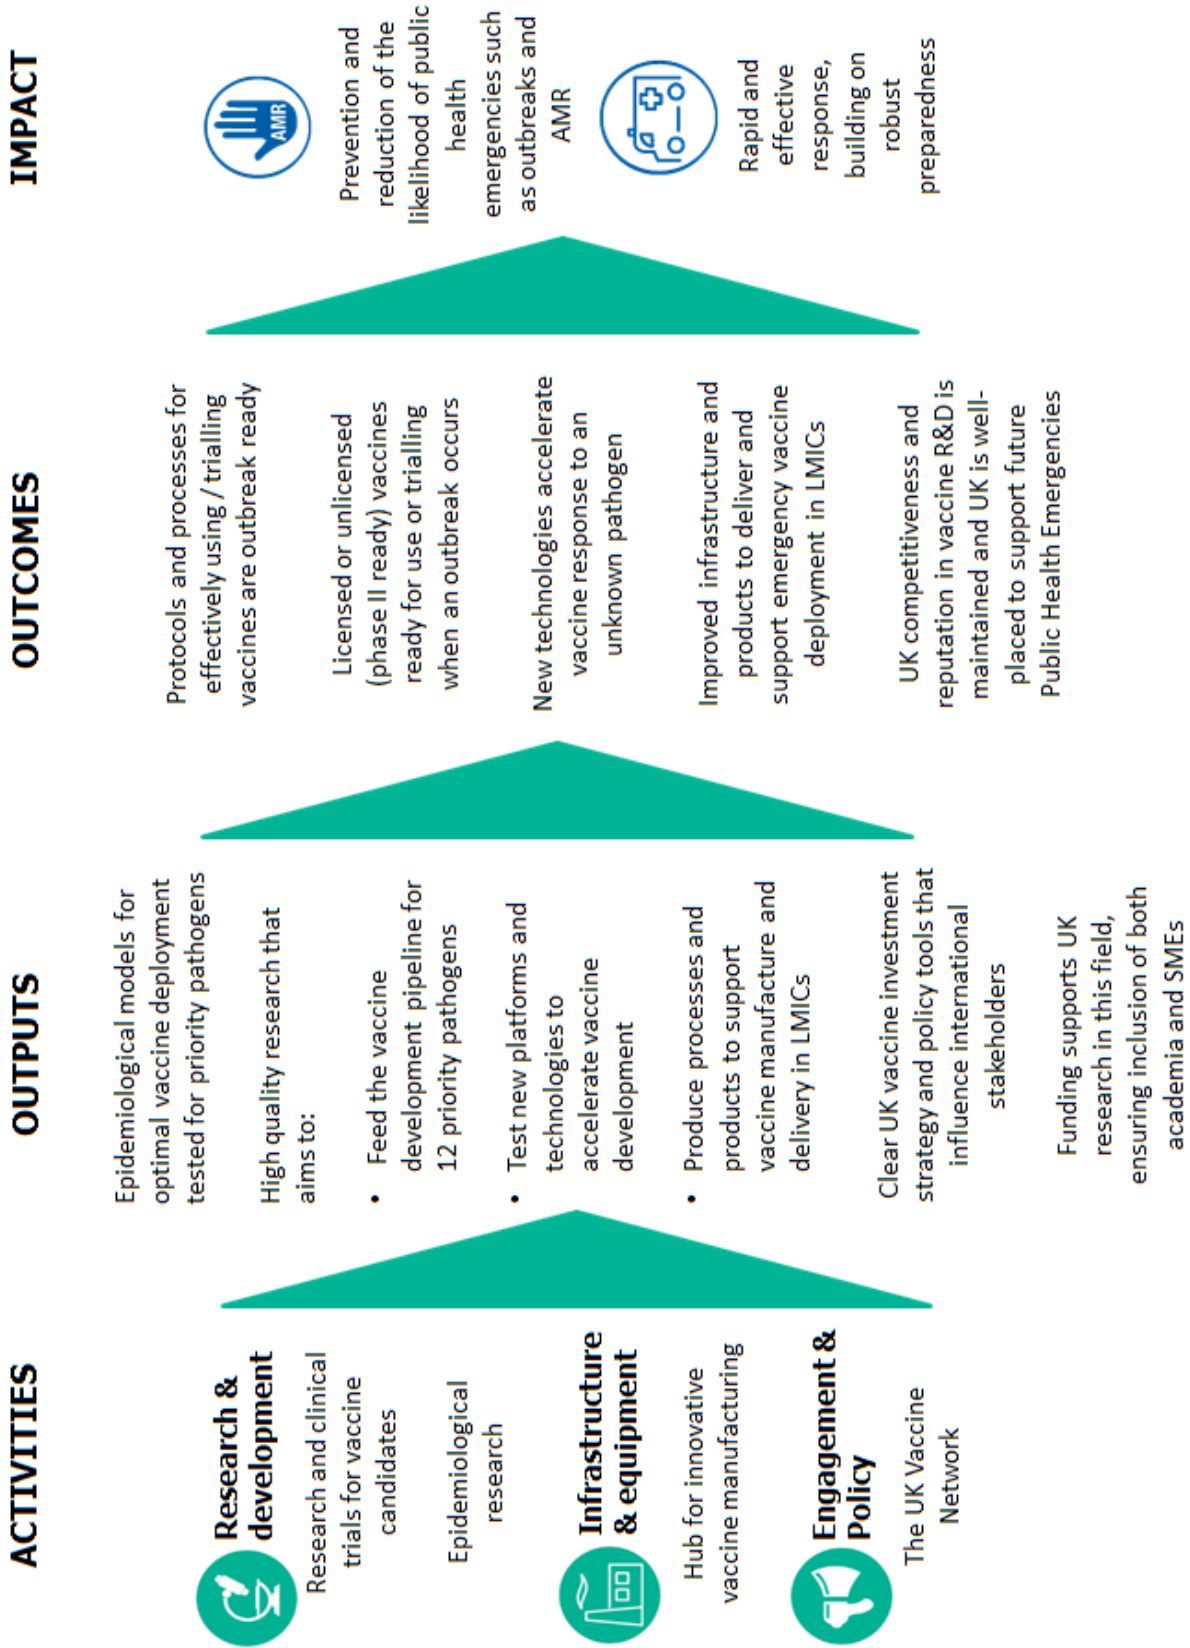 ACTIVITIES
Research &
development
Research and clinical
trials for vaccine
candidates
Epidemiological
research
Infrastructure
& equipment
Hub for innovative
vaccine manufacturing
Engagement &
Policy
The UK Vaccine
Network
OUTPUTS
Epidemiological models for
optimal vaccine deployment
tested for priority pathogens
High quality research that
aims to:
• Feed the vaccine
development pipeline for
12 priority pathogens
• Test new platforms and
technologies to
accelerate vaccine
development
• Produce processes and
products to support
vaccine manufacture and
delivery in LMICs
Clear UK vaccine investment
strategy and policy tools that
influence international
stakeholders
Funding supports UK
research in this field,
ensuring inclusion of both
academia and SMEs
OUTCOMES
Protocols and processes for
effectively using / trialling
vaccines are outbreak ready
Licensed or unlicensed
(phase II ready) vaccines
ready for use or trialling
when an outbreak occurs
New technologies accelerate
vaccine response to an
unknown pathogen
Improved infrastructure and
products to deliver and
support emergency vaccine
deployment in LMICs
UK competitiveness and
reputation in vaccine R&D is
maintained and UK is well-
placed to support future
Public Health Emergencies
IMPACT
AMR
Prevention and
reduction of the
likelihood of public
health
emergencies such
as outbreaks and
AMR
Rapid and
effective
response,
building on
robust
preparedness